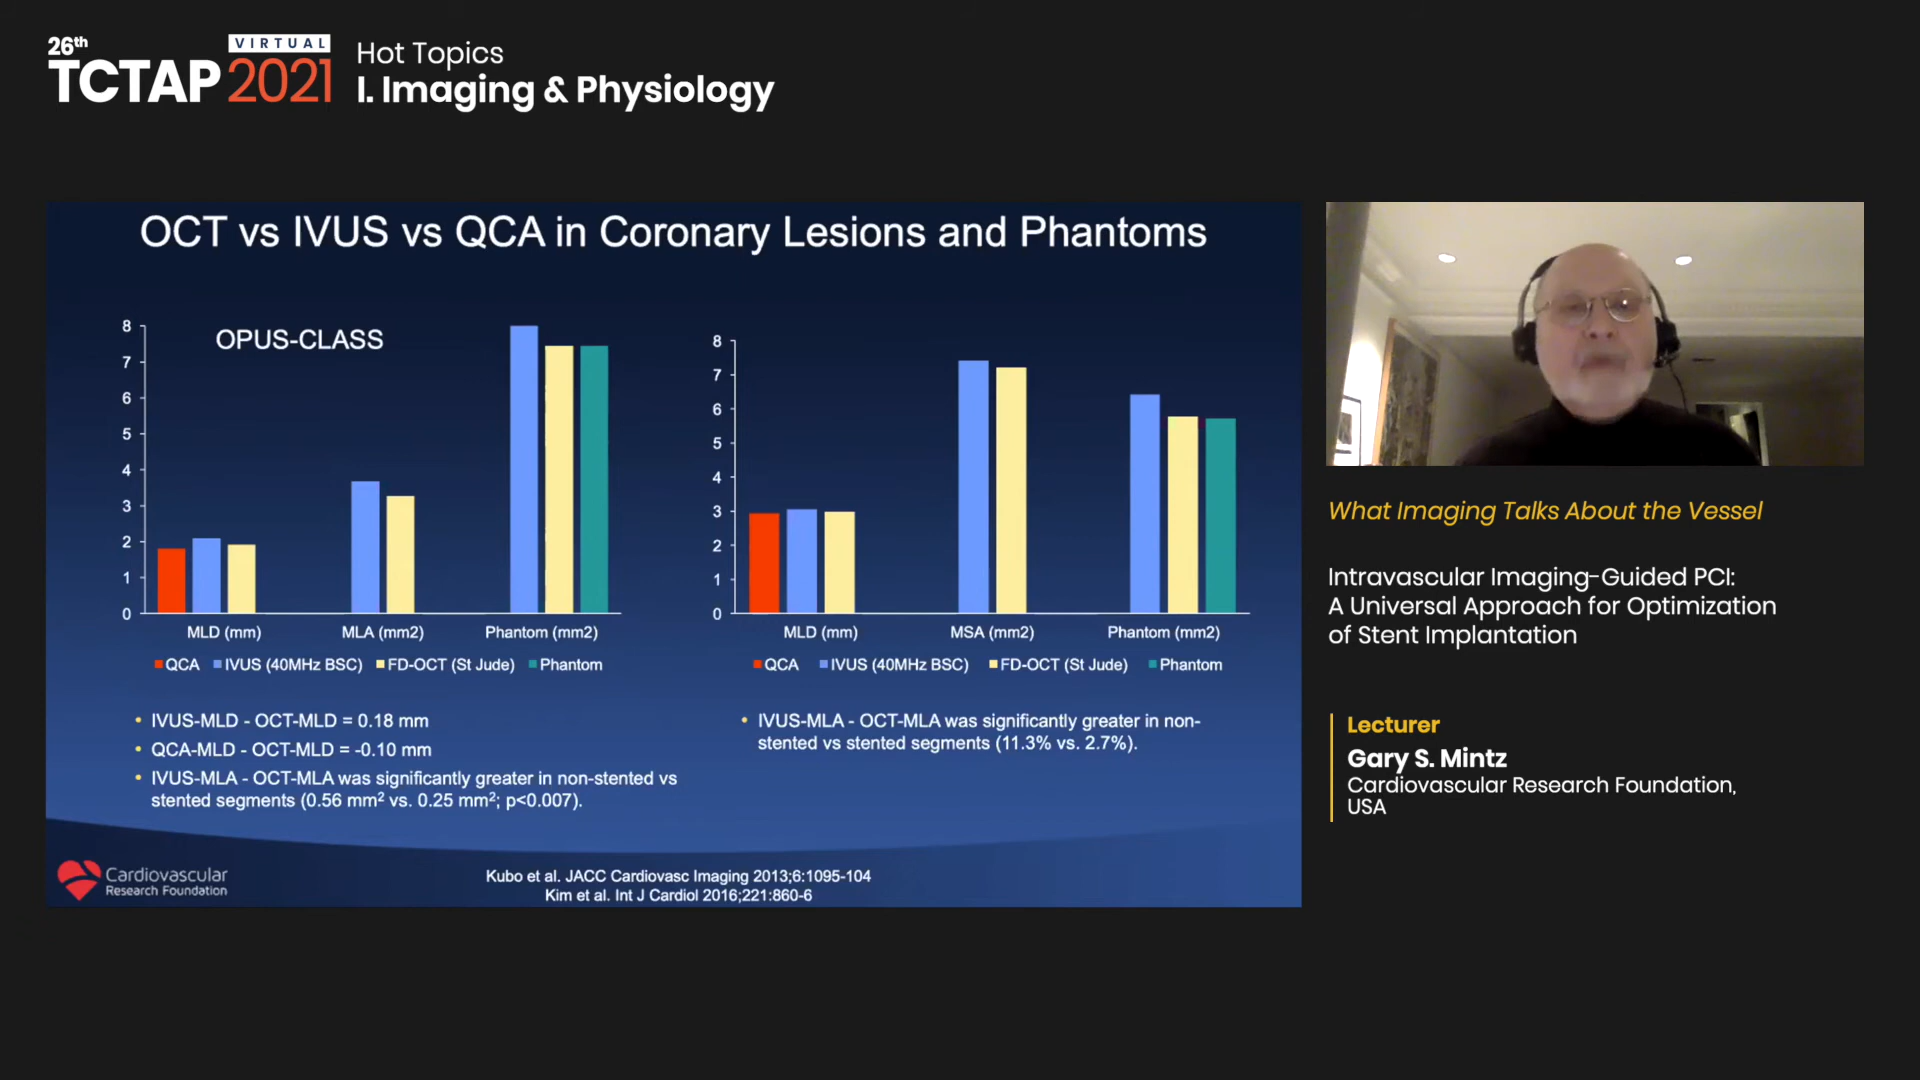 26th
VIRTUAL
TCTAP 2021
Hot Topics
I. Imaging & Physiology
OCT vs IVUS vs QCA in Coronary Lesions and Phantoms
OPUS-CLASS
8
7
6
5
4
3
2
1
0
MLD (mm)
MLA (mm2)
Phantom (mm2)
QCA
IVUS (40MHz BSC)
FD-OCT (St Jude)
Phantom
8
7
6
5
4
3
2
1
0
MLD (mm)
MSA (mm2)
Phantom (mm2)
QCA
IVUS (40MHz BSC)
FD-OCT (St Jude)
Phantom
• IVUS-MLD - OCT-MLD = 0.18 mm
• QCA-MLD - OCT-MLD = -0.10 mm
• IVUS-MLA - OCT-MLA was significantly greater in non-stented vs
stented segments (0.56 mm² vs. 0.25 mm²; p<0.007).
• IVUS-MLA - OCT-MLA was significantly greater in non-
stented vs stented segments (11.3% vs. 2.7%).
Cardiovascular
Research Foundation
Kubo et al. JACC Cardiovasc Imaging 2013;6:1095-104
Kim et al. Int J Cardiol 2016;221:860-6
What Imaging Talks About the Vessel
Intravascular Imaging-Guided PCI:
A Universal Approach for Optimization
of Stent Implantation
Lecturer
Gary S. Mintz
Cardiovascular Research Foundation,
USA